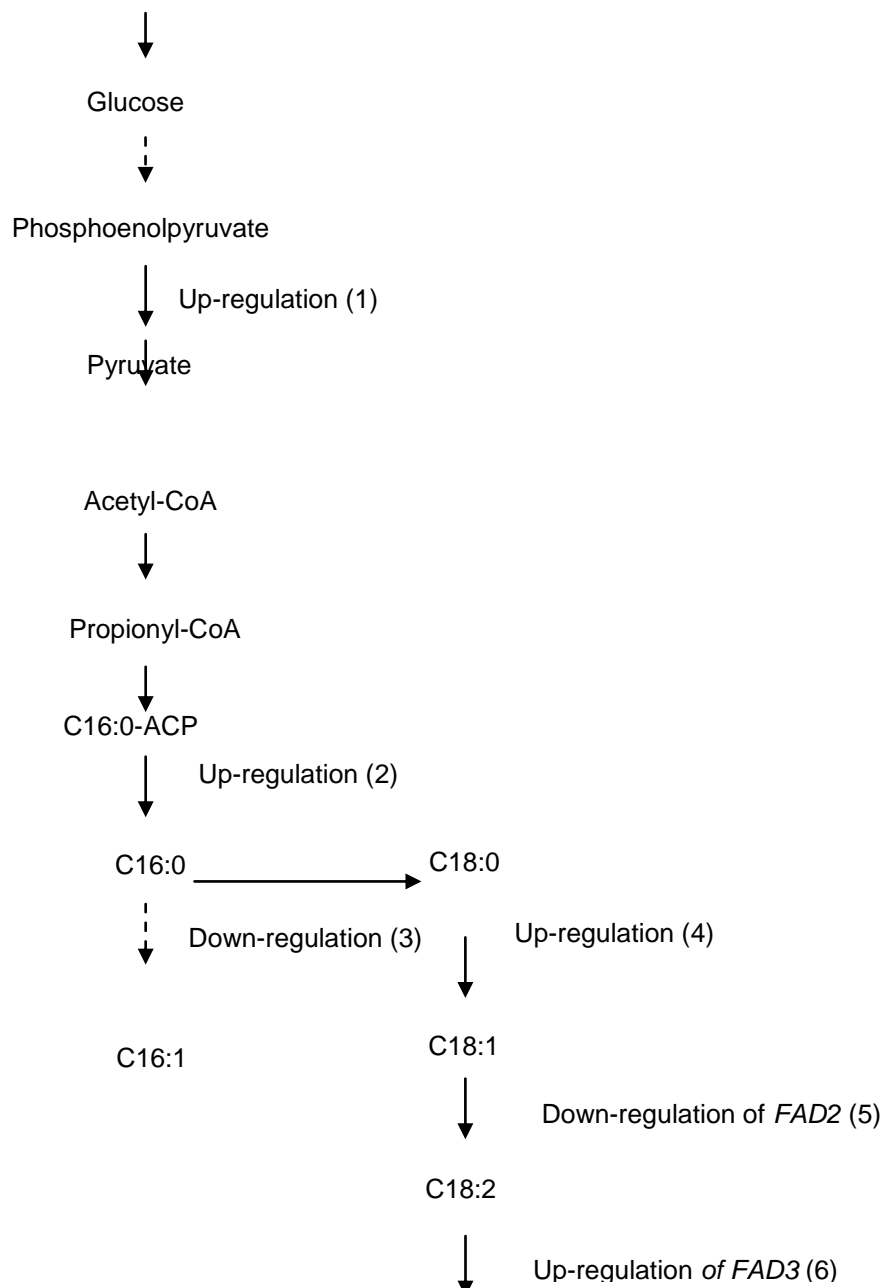 Glucose
Phosphoenolpyruvate
Up-regulation (1)
Pyruvate
Acetyl-CoA
Propionyl-CoA
C16:0-ACP
Up-regulation (2)
C16:0
C18:0
Down-regulation (3)
Up-regulation (4)
C16:1
C18:1
Down-regulation of FAD2 (5)
C18:2
Up-regulation of FAD3 (6)